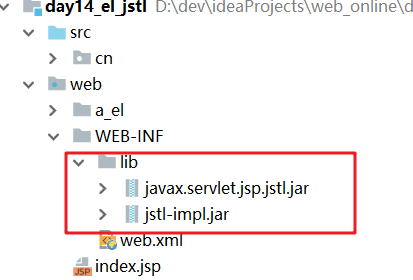 day14_el_jstl D:\dev\ideaProjects\web_online\d
src
cn
web
a_el
WEB-INF
lib
javax.servlet.jsp.jstl.jar
jstl-impl.jar
web.xml
JSP index.jsp